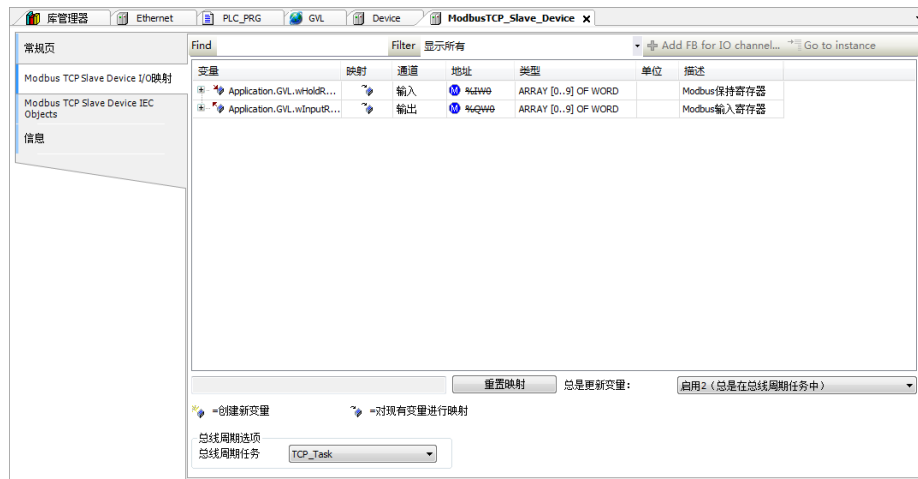 库管理器 Ethernet PLC_PRG GVL Device ModbusTCP_Slave_Device
常规页
Modbus TCP Slave Device I/O映射
Modbus TCP Slave Device IEC
Objects
信息
Find Filter 显示所有 Add FB for IO channel... Go to instance
变量 映射 通道 地址 类型 单位 描述
Application.GVL.wHoldR... 输入 %IW0 ARRAY [0..9] OF WORD Modbus保持寄存器
Application.GVL.wInputR... 输出 %QW0 ARRAY [0..9] OF WORD Modbus输入寄存器
重置映射 总是更新变量: 启用2（总是在总线周期任务中）
=创建新变量 =对现有变量进行映射
总线周期选项
总线周期任务 TCP_Task